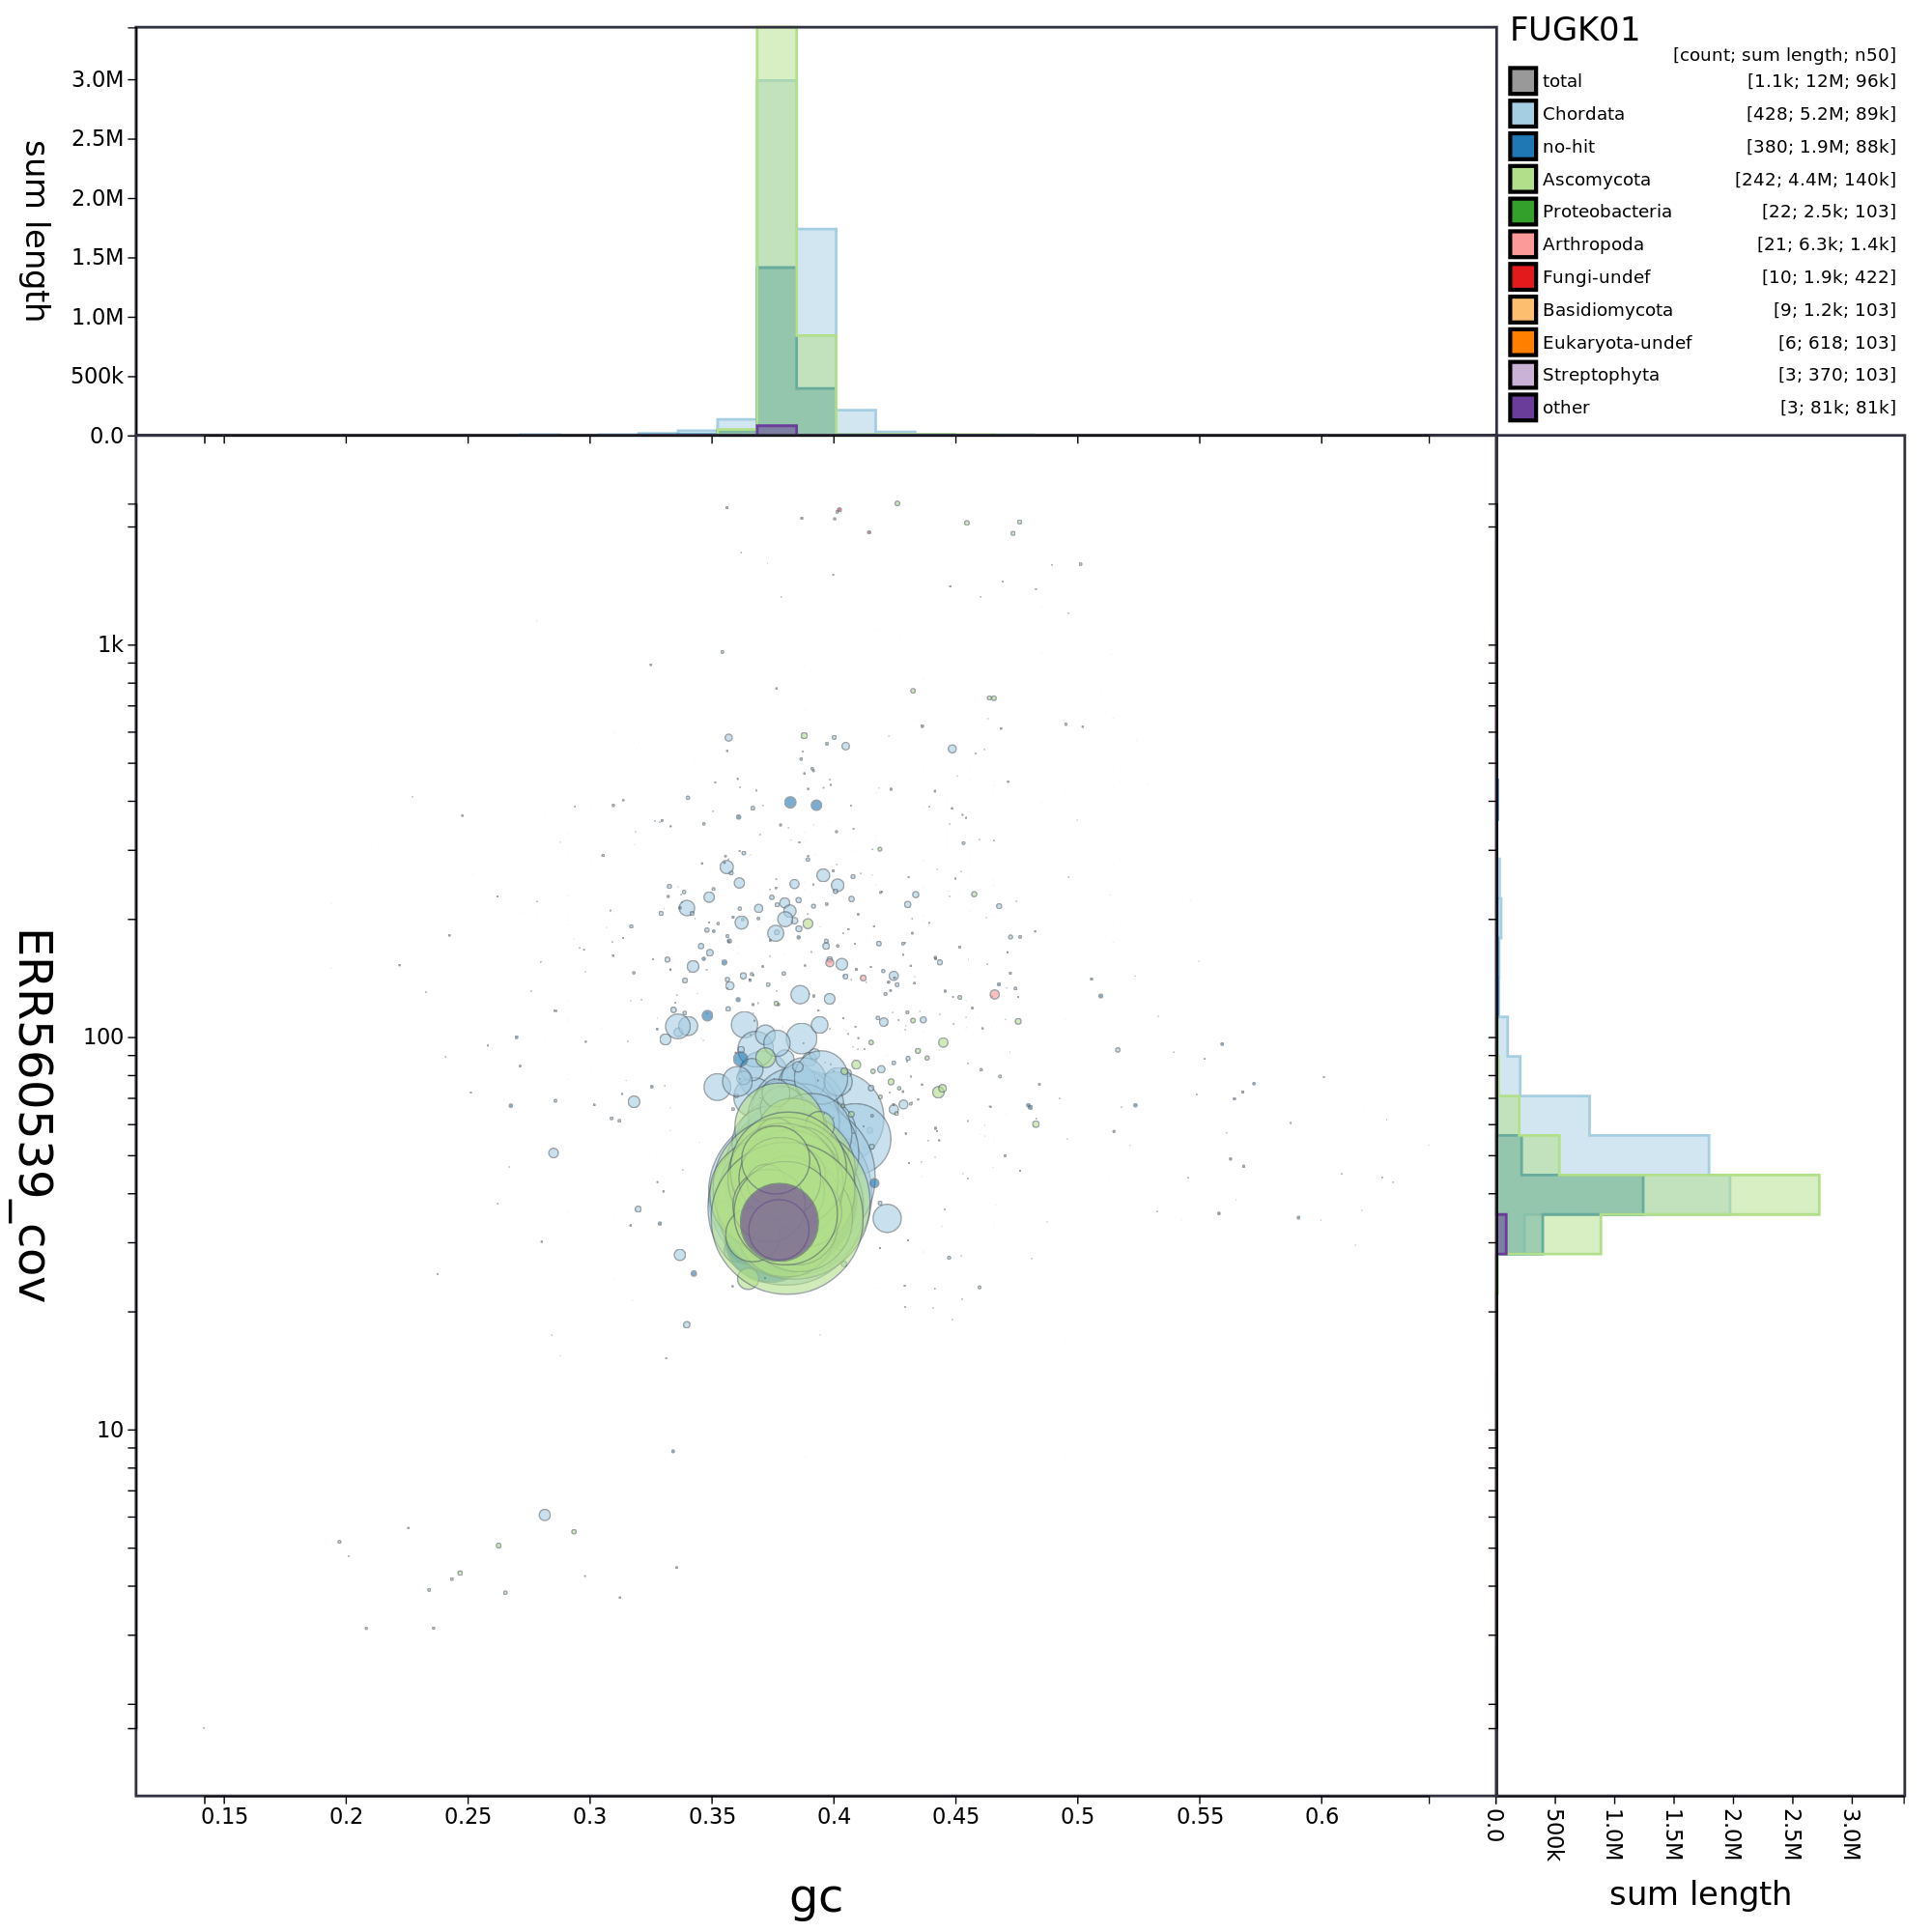 FUGK01
[count; sum length; n50]
total [1.1k; 12M; 96k]
Chordata [428; 5.2M; 89k]
no-hit [380; 1.9M; 88k]
Ascomycota [242; 4.4M; 140k]
Proteobacteria [22; 2.5k; 103]
Arthropoda [21; 6.3k; 1.4k]
Fungi-undef [10; 1.9k; 422]
Basidiomycota [9; 1.2k; 103]
Eukaryota-undef [6; 618; 103]
Streptophyta [3; 370; 103]
other [3; 81k; 81k]
sum length
3.0M
2.5M
2.0M
1.5M
1.0M
500k
0.0
ERR560539_cov
1k
100
10
0.15 0.2 0.25 0.3 0.35 0.4 0.45 0.5 0.55 0.6
gc
0.0 500k 1.0M 1.5M 2.0M 2.5M 3.0M
sum length